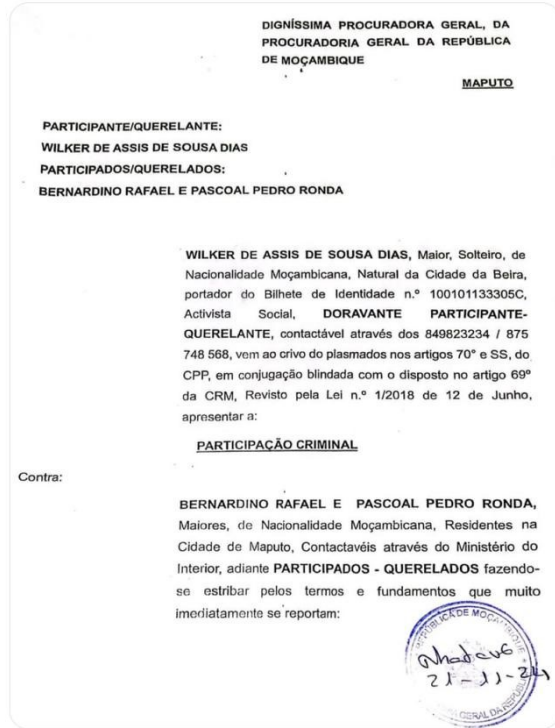 DIGNÍSSIMA PROCURADORA GERAL, DA
PROCURADORIA GERAL DA REPÚBLICA
DE MOÇAMBIQUE
MAPUTO
PARTICIPANTE/QUERELANTE:
WILKER DE ASSIS DE SOUSA DIAS
PARTICIPADOS/QUERELADOS:
BERNARDINO RAFAEL E PASCOAL PEDRO RONDA
WILKER DE ASSIS DE SOUSA DIAS, Maior, Solteiro, de
Nacionalidade Moçambicana, Natural da Cidade da Beira,
portador do Bilhete de Identidade n.º 100101133305C,
Activista Social, DORAVANTE PARTICIPANTE-
QUERELANTE, contactável através dos 849823234 / 875
748 568, vem ao crivo do plasmados nos artigos 70° e SS, do
CPP, em conjugação blindada com o disposto no artigo 69º
da CRM, Revisto pela Lei n.º 1/2018 de 12 de Junho,
apresentar a:
PARTICIPAÇÃO CRIMINAL
Contra:
BERNARDINO RAFAEL E PASCOAL PEDRO RONDA,
Maiores, de Nacionalidade Moçambicana, Residentes na
Cidade de Maputo, Contactavéis através do Ministério do
Interior, adiante PARTICIPADOS - QUERELADOS fazendo-
se estribar pelos termos e fundamentos que muito
imediatamente se reportam:
21-11-24